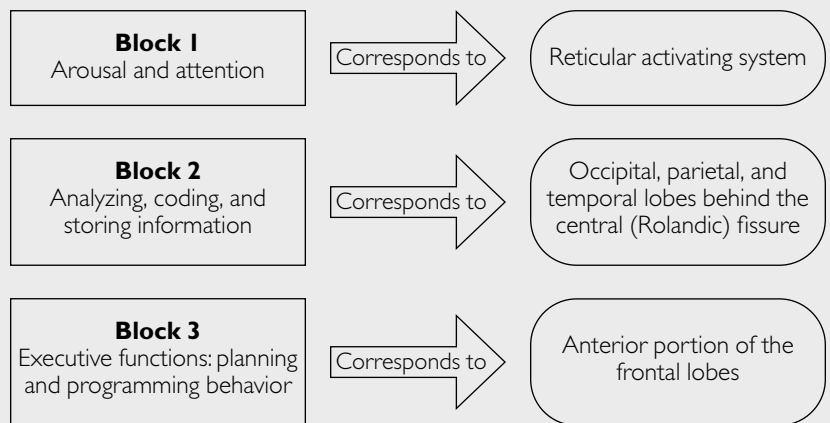 Block 1
Arousal and attention
Corresponds to
Reticular activating system
Block 2
Analyzing, coding, and
storing information
Corresponds to
Occipital, parietal, and
temporal lobes behind the
central (Rolandic) fissure
Block 3
Executive functions: planning
and programming behavior
Corresponds to
Anterior portion of the
frontal lobes